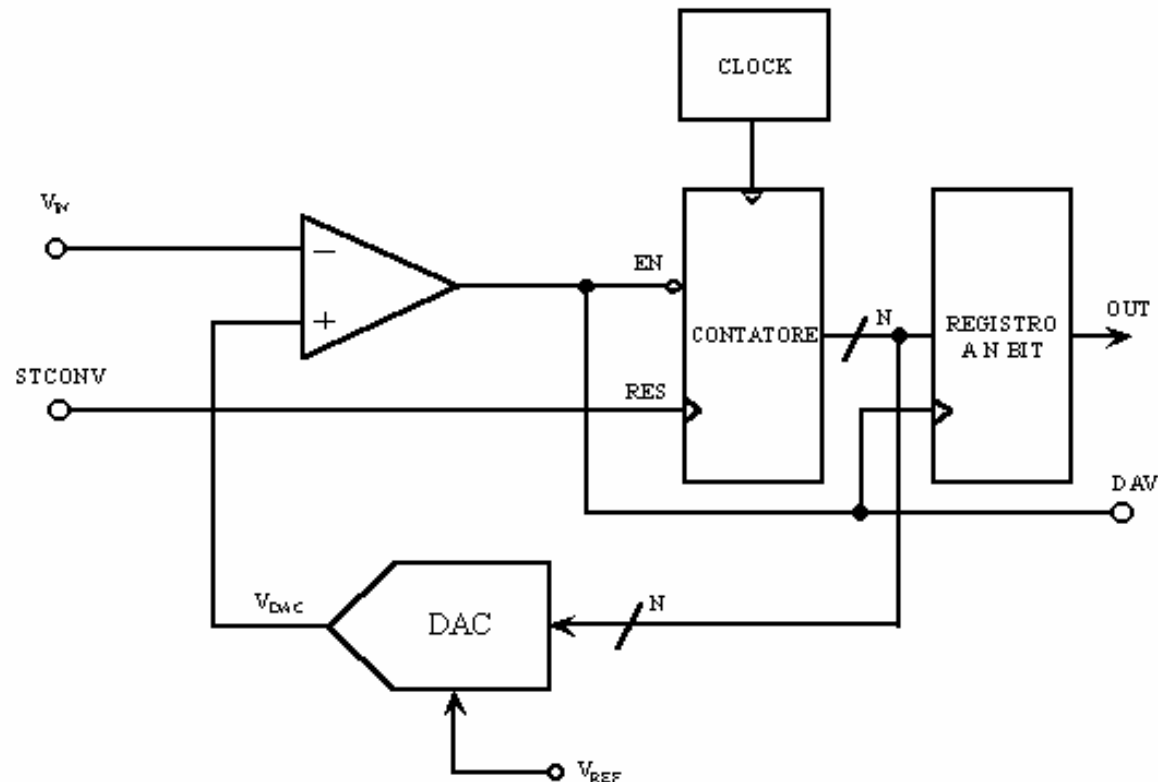 CLOCK
V_IN
−
+
EN
N
OUT
CONTATORE
REGISTRO
A N BIT
STCONV
RES
DAV
V_DAC
DAC
N
V_REF